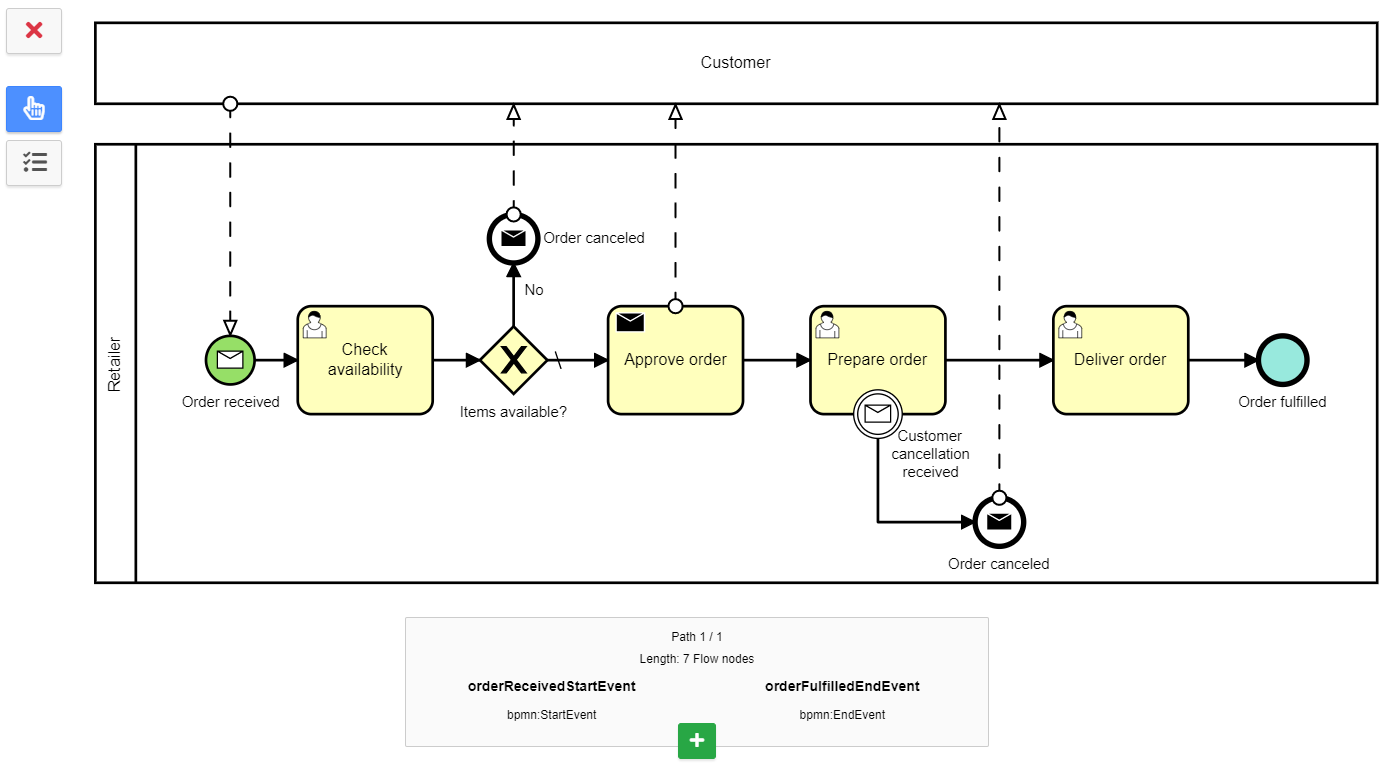 Customer
Retailer
Order canceled
No
Check
availability
Approve order
Prepare order
Deliver order
Order received
Items available?
Order fulfilled
Customer
cancellation
received
Order canceled
Path 1 / 1
Length: 7 Flow nodes
orderReceivedStartEvent
orderFulfilledEndEvent
bpmn:StartEvent
bpmn:EndEvent